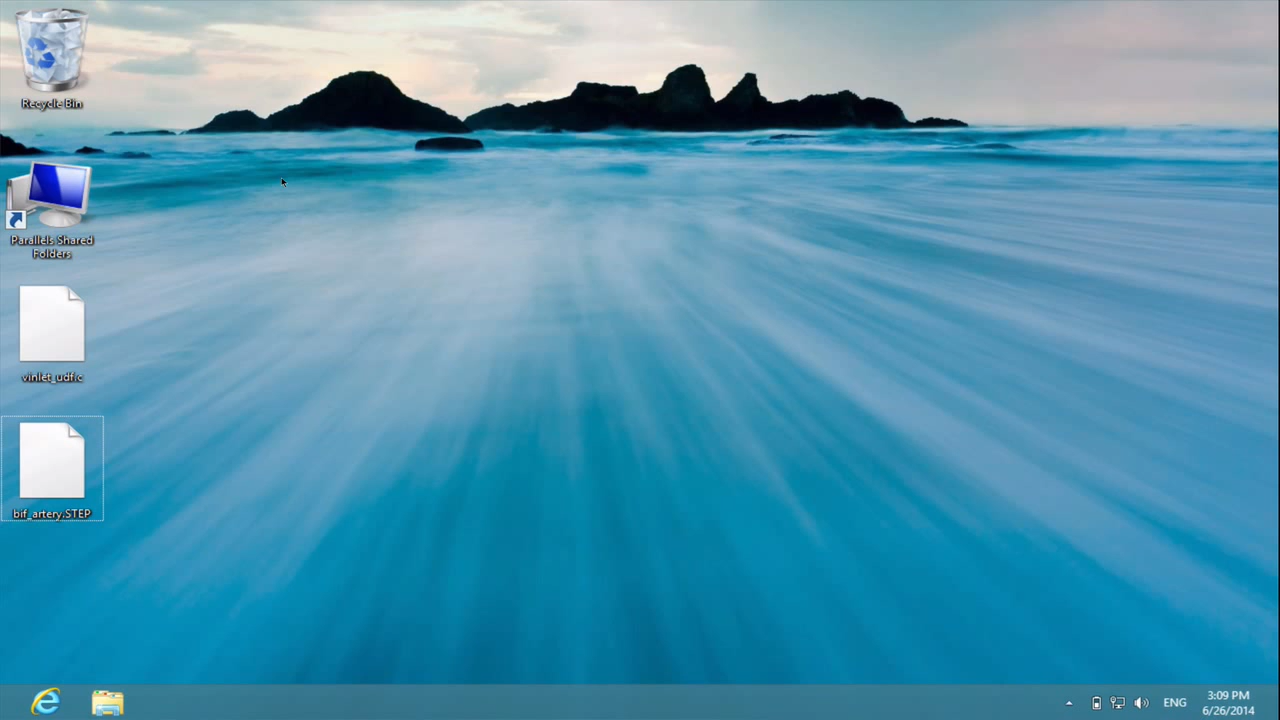 Recycle Bin
Parallels Shared
Folders
vinlet_udf.c
bif_artery.STEP
ENG
3:09 PM
6/26/2014